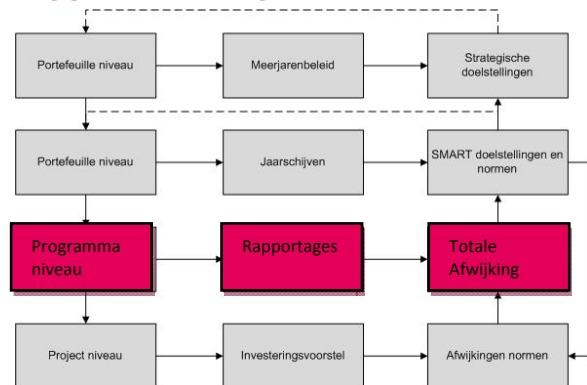 Portefeuille niveau
Meerjarenbeleid
Strategische
doelstellingen
Portefeuille niveau
Jaarschijven
SMART doelstellingen en
normen
Programma
niveau
Rapportages
Totale
Afwijking
Project niveau
Investeringsvoorstel
Afwijkingen normen